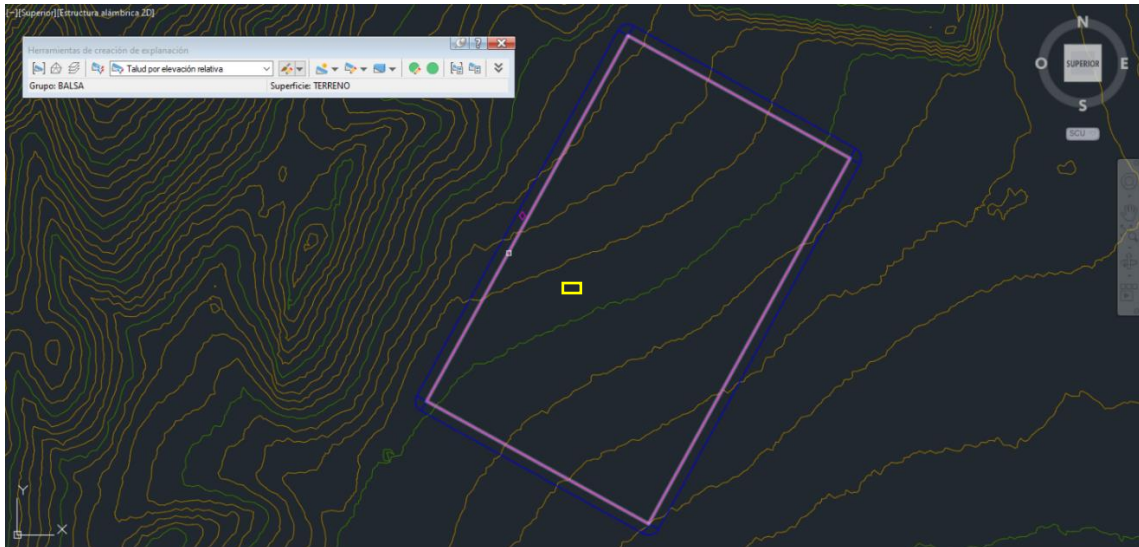 [-][Superior][Estructura alámbrica 2D]
Herramientas de creación de explanación
Talud por elevación relativa
Grupo: BALSA
Superficie: TERRENO
N
O
SUPERIOR
E
S
SCU
Y
X